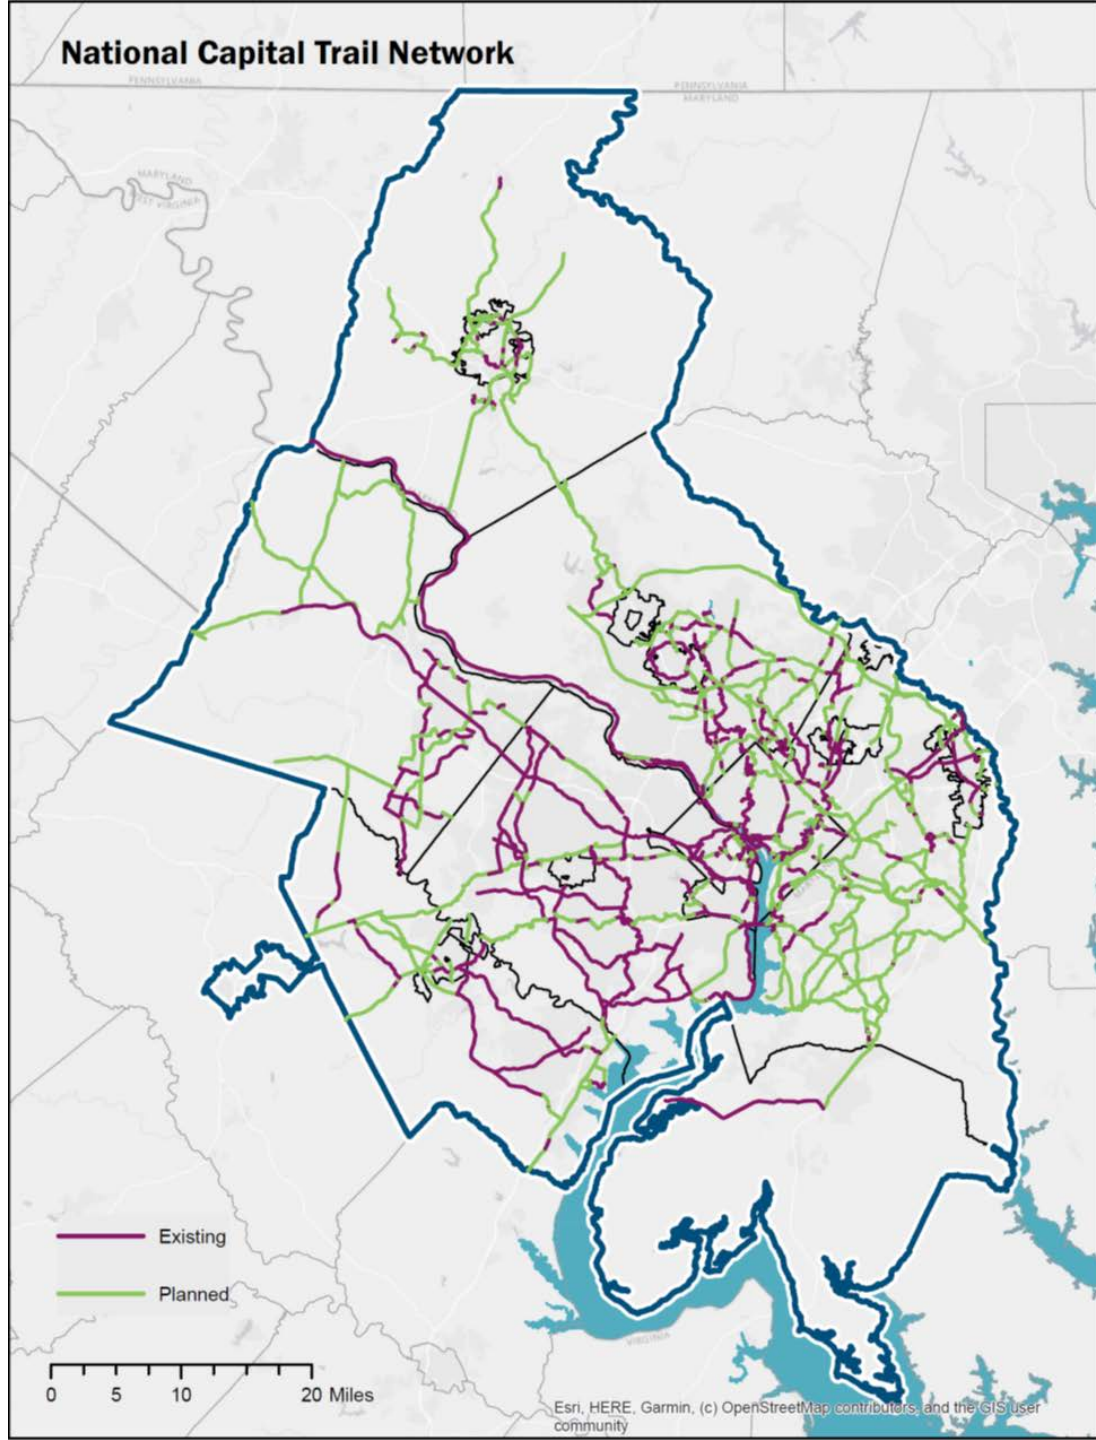 National Capital Trail Network
PENNSYLVANIA
PENNSYLVANIA
MARYLAND
MARYLAND
WEST VIRGINIA
Existing
Planned
VIRGINIA
0 5 10 20 Miles
Esri, HERE, Garmin, (c) OpenStreetMap contributors, and the GIS user
community